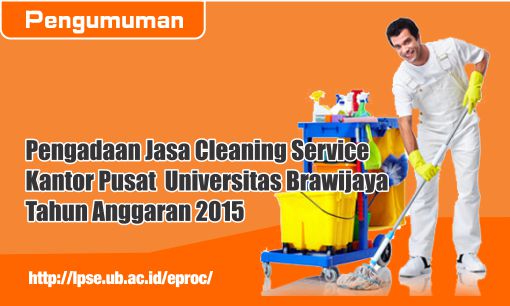 Pengumuman
Pengadaan Jasa Cleaning Service
Kantor Pusat Universitas Brawijaya
Tahun Anggaran 2015
http://lpse.ub.ac.id/eproc/